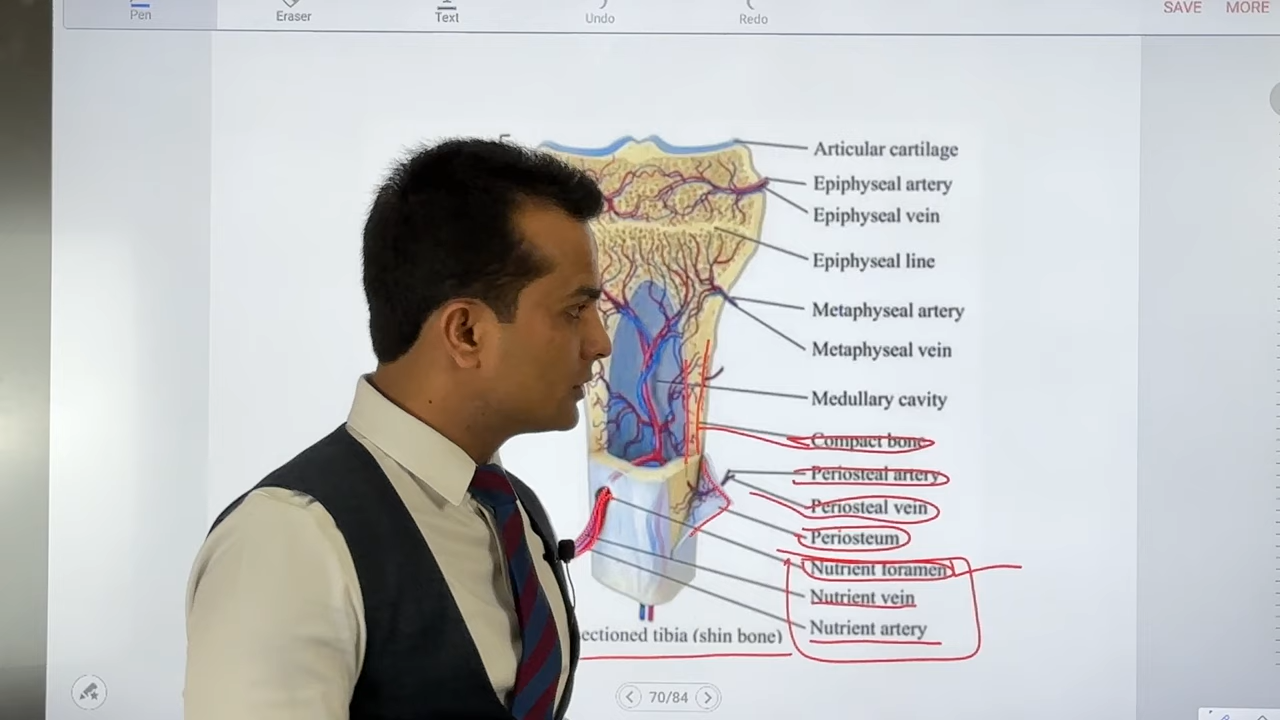 Pen Eraser Text Undo Redo SAVE MORE
Articular cartilage
Epiphyseal artery
Epiphyseal vein
Epiphyseal line
Metaphyseal artery
Metaphyseal vein
Medullary cavity
Compact bone
Periosteal artery
Periosteal vein
Periosteum
Nutrient foramen
Nutrient vein
Nutrient artery
ectioned tibia (shin bone)
70/84